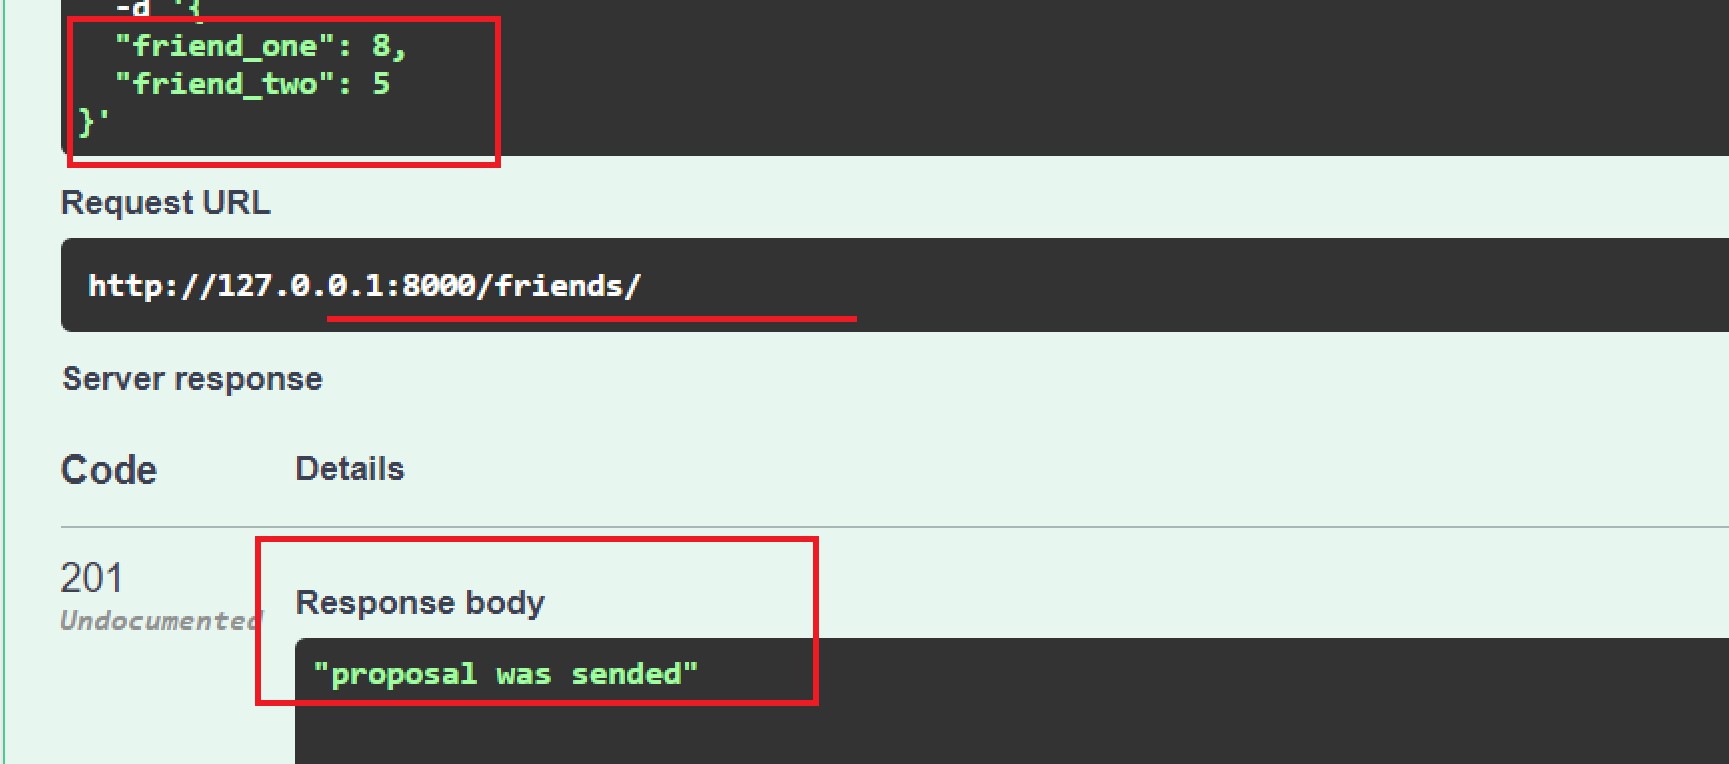 -d '{
"friend_one": 8,
"friend_two": 5
}'
Request URL
http://127.0.0.1:8000/friends/
Server response
Code Details
201
Undocumented
Response body
"proposal was sended"